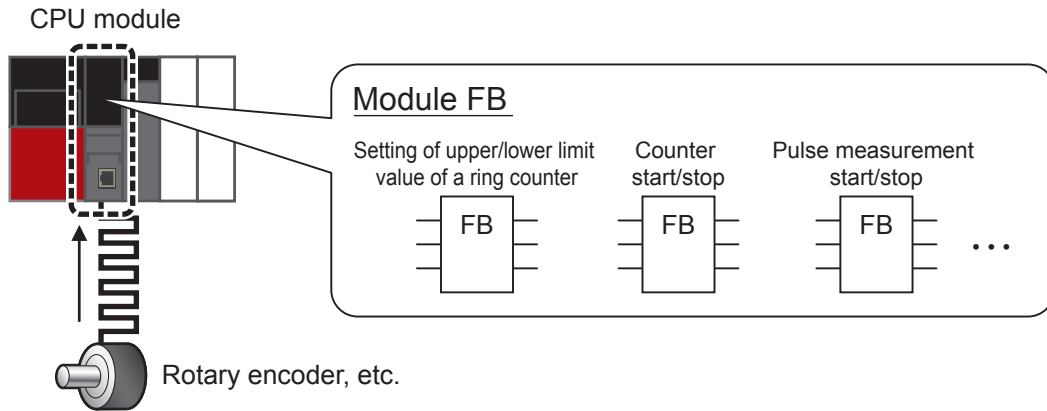 CPU module
Module FB
Setting of upper/lower limit
value of a ring counter
Counter
start/stop
Pulse measurement
start/stop
FB
FB
FB
...
Rotary encoder, etc.